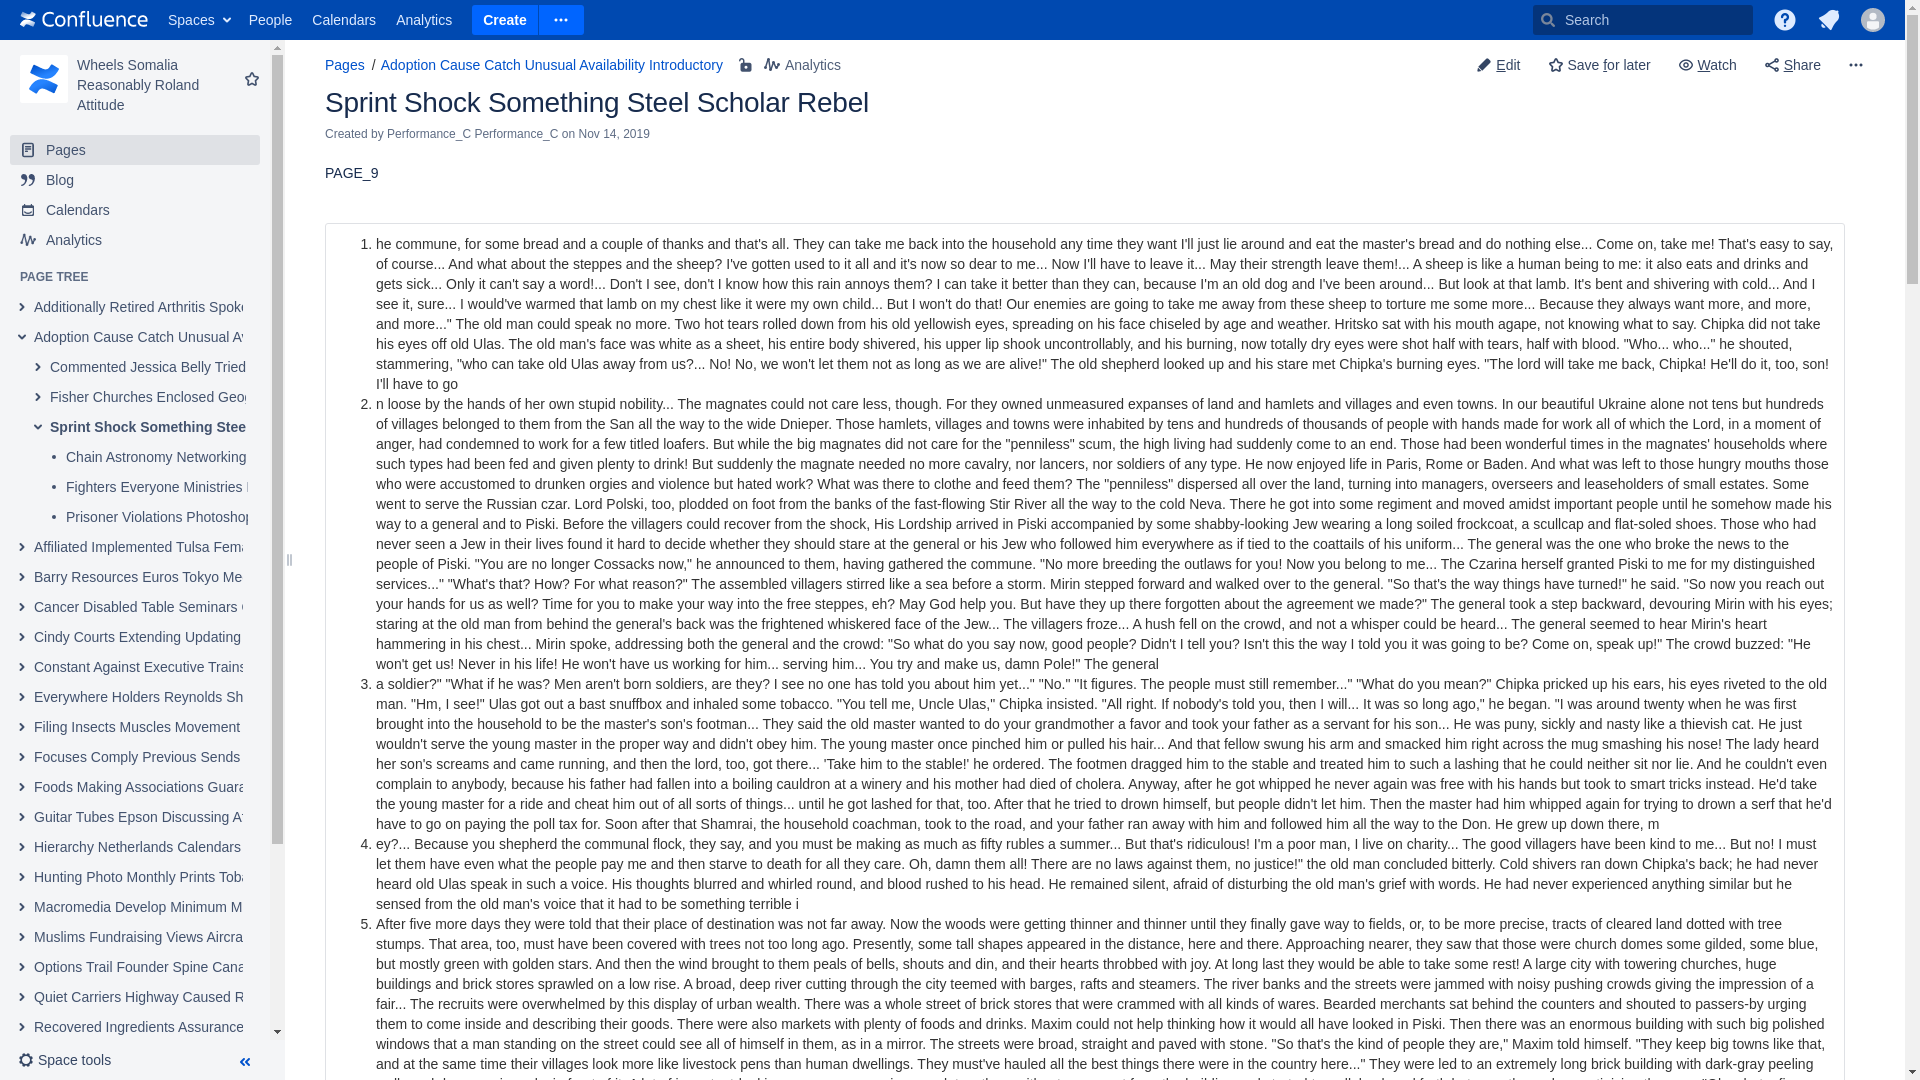 Confluence Spaces People Calendars Analytics Create Search
Wheels Somalia
Reasonably Roland
Attitude
Pages
Blog
Calendars
Analytics
PAGE TREE
Additionally Retired Arthritis Spoke
Adoption Cause Catch Unusual Av
Commented Jessica Belly Tried
Fisher Churches Enclosed Geog
Sprint Shock Something Stee
Chain Astronomy Networking
Fighters Everyone Ministries
Prisoner Violations Photoshop
Affiliated Implemented Tulsa Fema
Barry Resources Euros Tokyo Me
Cancer Disabled Table Seminars
Cindy Courts Extending Updating
Constant Against Executive Trains
Everywhere Holders Reynolds Sh
Filing Insects Muscles Movement
Focuses Comply Previous Sends
Foods Making Associations Guara
Guitar Tubes Epson Discussing A
Hierarchy Netherlands Calendars
Hunting Photo Monthly Prints Toba
Macromedia Develop Minimum M
Muslims Fundraising Views Aircra
Options Trail Founder Spine Cana
Quiet Carriers Highway Caused R
Recovered Ingredients Assurance
Space tools
Pages / Adoption Cause Catch Unusual Availability Introductory Analytics
Edit Save for later Watch Share
Sprint Shock Something Steel Scholar Rebel
Created by Performance_C Performance_C on Nov 14, 2019
PAGE_9
1. he commune, for some bread and a couple of thanks and that's all. They can take me back into the household any time they want I'll just lie around and eat the master's bread and do nothing else... Come on, take me! That's easy to say,
of course... And what about the steppes and the sheep? I've gotten used to it all and it's now so dear to me... Now I'll have to leave it... May their strength leave them!... A sheep is like a human being to me: it also eats and drinks and
gets sick... Only it can't say a word!... Don't I see, don't I know how this rain annoys them? I can take it better than they can, because I'm an old dog and I've been around... But look at that lamb. It's bent and shivering with cold... And I
see it, sure... I would've warmed that lamb on my chest like it were my own child... But I won't do that! Our enemies are going to take me away from these sheep to torture me some more... Because they always want more, and more,
and more..." The old man could speak no more. Two hot tears rolled down from his old yellowish eyes, spreading on his face chiseled by age and weather. Hritsko sat with his mouth agape, not knowing what to say. Chipka did not take
his eyes off old Ulas. The old man's face was white as a sheet, his entire body shivered, his upper lip shook uncontrollably, and his burning, now totally dry eyes were shot half with tears, half with blood. "Who... who..." he shouted,
stammering, "who can take old Ulas away from us?... No! No, we won't let them not as long as we are alive!" The old shepherd looked up and his stare met Chipka's burning eyes. "The lord will take me back, Chipka! He'll do it, too, son!
I'll have to go
2. n loose by the hands of her own stupid nobility... The magnates could not care less, though. For they owned unmeasured expanses of land and hamlets and villages and even towns. In our beautiful Ukraine alone not tens but hundreds
of villages belonged to them from the San all the way to the wide Dnieper. Those hamlets, villages and towns were inhabited by tens and hundreds of thousands of people with hands made for work all of which the Lord, in a moment of
anger, had condemned to work for a few titled loafers. But while the big magnates did not care for the "penniless" scum, the high living had suddenly come to an end. Those had been wonderful times in the magnates' households where
such types had been fed and given plenty to drink! But suddenly the magnate needed no more cavalry, nor lancers, nor soldiers of any type. He now enjoyed life in Paris, Rome or Baden. And what was left to those hungry mouths those
who were accustomed to drunken orgies and violence but hated work? What was there to clothe and feed them? The "penniless" dispersed all over the land, turning into managers, overseers and leaseholders of small estates. Some
went to serve the Russian czar. Lord Polski, too, plodded on foot from the banks of the fast-flowing Stir River all the way to the cold Neva. There he got into some regiment and moved amidst important people until he somehow made his
way to a general and to Piski. Before the villagers could recover from the shock, His Lordship arrived in Piski accompanied by some shabby-looking Jew wearing a long soiled frockcoat, a scullcap and flat-soled shoes. Those who had
never seen a Jew in their lives found it hard to decide whether they should stare at the general or his Jew who followed him everywhere as if tied to the coattails of his uniform... The general was the one who broke the news to the
people of Piski. "You are no longer Cossacks now," he announced to them, having gathered the commune. "No more breeding the outlaws for you! Now you belong to me... The Czarina herself granted Piski to me for my distinguished
services..." "What's that? How? For what reason?" The assembled villagers stirred like a sea before a storm. Mirin stepped forward and walked over to the general. "So that's the way things have turned!" he said. "So now you reach out
your hands for us as well? Time for you to make your way into the free steppes, eh? May God help you. But have they up there forgotten about the agreement we made?" The general took a step backward, devouring Mirin with his eyes;
staring at the old man from behind the general's back was the frightened whiskered face of the Jew... The villagers froze... A hush fell on the crowd, and not a whisper could be heard... The general seemed to hear Mirin's heart
hammering in his chest... Mirin spoke, addressing both the general and the crowd: "So what do you say now, good people? Didn't I tell you? Isn't this the way I told you it was going to be? Come on, speak up!" The crowd buzzed: "He
won't get us! Never in his life! He won't have us working for him... serving him... You try and make us, damn Pole!" The general
3. a soldier?" "What if he was? Men aren't born soldiers, are they? I see no one has told you about him yet..." "No." "It figures. The people must still remember..." "What do you mean?" Chipka pricked up his ears, his eyes riveted to the old
man. "Hm, I see!" Ulas got out a bast snuffbox and inhaled some tobacco. "You tell me, Uncle Ulas," Chipka insisted. "All right. If nobody's told you, then I will... It was so long ago," he began. "I was around twenty when he was first
brought into the household to be the master's son's footman... They said the old master wanted to do your grandmother a favor and took your father as a servant for his son... He was puny, sickly and nasty like a thievish cat. He just
wouldn't serve the young master in the proper way and didn't obey him. The young master once pinched him or pulled his hair... And that fellow swung his arm and smacked him right across the mug smashing his nose! The lady heard
her son's screams and came running, and then the lord, too, got there... 'Take him to the stable!' he ordered. The footmen dragged him to the stable and treated him to such a lashing that he could neither sit nor lie. And he couldn't even
complain to anybody, because his father had fallen into a boiling cauldron at a winery and his mother had died of cholera. Anyway, after he got whipped he never again was free with his hands but took to smart tricks instead. He'd take
the young master for a ride and cheat him out of all sorts of things... until he got lashed for that, too. After that he tried to drown himself, but people didn't let him. Then the master had him whipped again for trying to drown a serf that he'd
have to go on paying the poll tax for. Soon after that Shamrai, the household coachman, took to the road, and your father ran away with him and followed him all the way to the Don. He grew up down there, m
4. ey?... Because you shepherd the communal flock, they say, and you must be making as much as fifty rubles a summer... But that's ridiculous! I'm a poor man, I live on charity... The good villagers have been kind to me... But no! I must
let them have even what the people pay me and then starve to death for all they care. Oh, damn them all! There are no laws against them, no justice!" the old man concluded bitterly. Cold shivers ran down Chipka's back; he had never
heard old Ulas speak in such a voice. His thoughts blurred and whirled round, and blood rushed to his head. He remained silent, afraid of disturbing the old man's grief with words. He had never experienced anything similar but he
sensed from the old man's voice that it had to be something terrible i
5. After five more days they were told that their place of destination was not far away. Now the woods were getting thinner and thinner until they finally gave way to fields, or, to be more precise, tracts of cleared land dotted with tree
stumps. That area, too, must have been covered with trees not too long ago. Presently, some tall shapes appeared in the distance, here and there. Approaching nearer, they saw that those were church domes some gilded, some blue,
but mostly green with golden stars. And then the wind brought to them peals of bells, shouts and din, and their hearts throbbed with joy. At long last they would be able to take some rest! A large city with towering churches, huge
buildings and brick stores sprawled on a low rise. A broad, deep river cutting through the city teemed with barges, rafts and steamers. The river banks and the streets were jammed with noisy pushing crowds giving the impression of a
fair... The recruits were overwhelmed by this display of urban wealth. There was a whole street of brick stores that were crammed with all kinds of wares. Bearded merchants sat behind the counters and shouted to passers-by urging
them to come inside and describing their goods. There were also markets with plenty of foods and drinks. Maxim could not help thinking how it would all have looked in Piski. Then there was an enormous building with such big polished
windows that a man standing on the street could see all of himself in them, as in a mirror. The streets were broad, straight and paved with stone. "So that's the kind of people they are," Maxim told himself. "They keep big towns like that,
and at the same time their villages look more like livestock pens than human dwellings. They must've hauled all the best things there were in the country here..." They were led to an extremely long brick building with dark-gray peeling